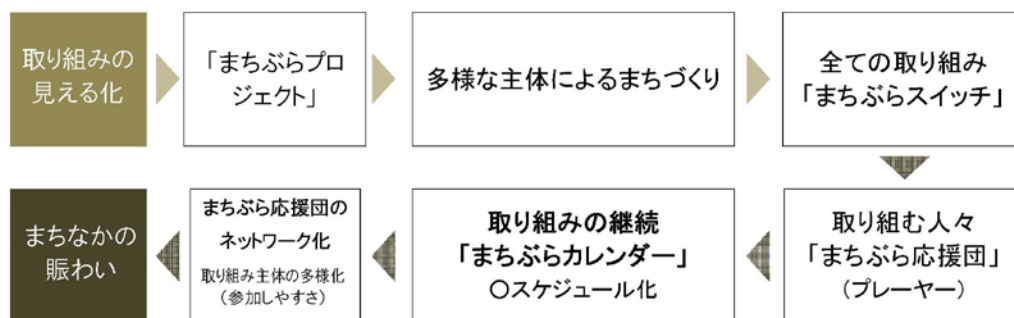 取り組みの
見える化
「まちぶらプロ
ジェクト」
多様な主体によるまちづくり
全ての取り組み
「まちぶらスイッチ」
取り組む人々
「まちぶら応援団」
(プレーヤー)
取り組みの継続
「まちぶらカレンダー」
〇スケジュール化
まちぶら応援団の
ネットワーク化
取り組み主体の多様化
(参加しやすさ)
まちなかの
賑わい